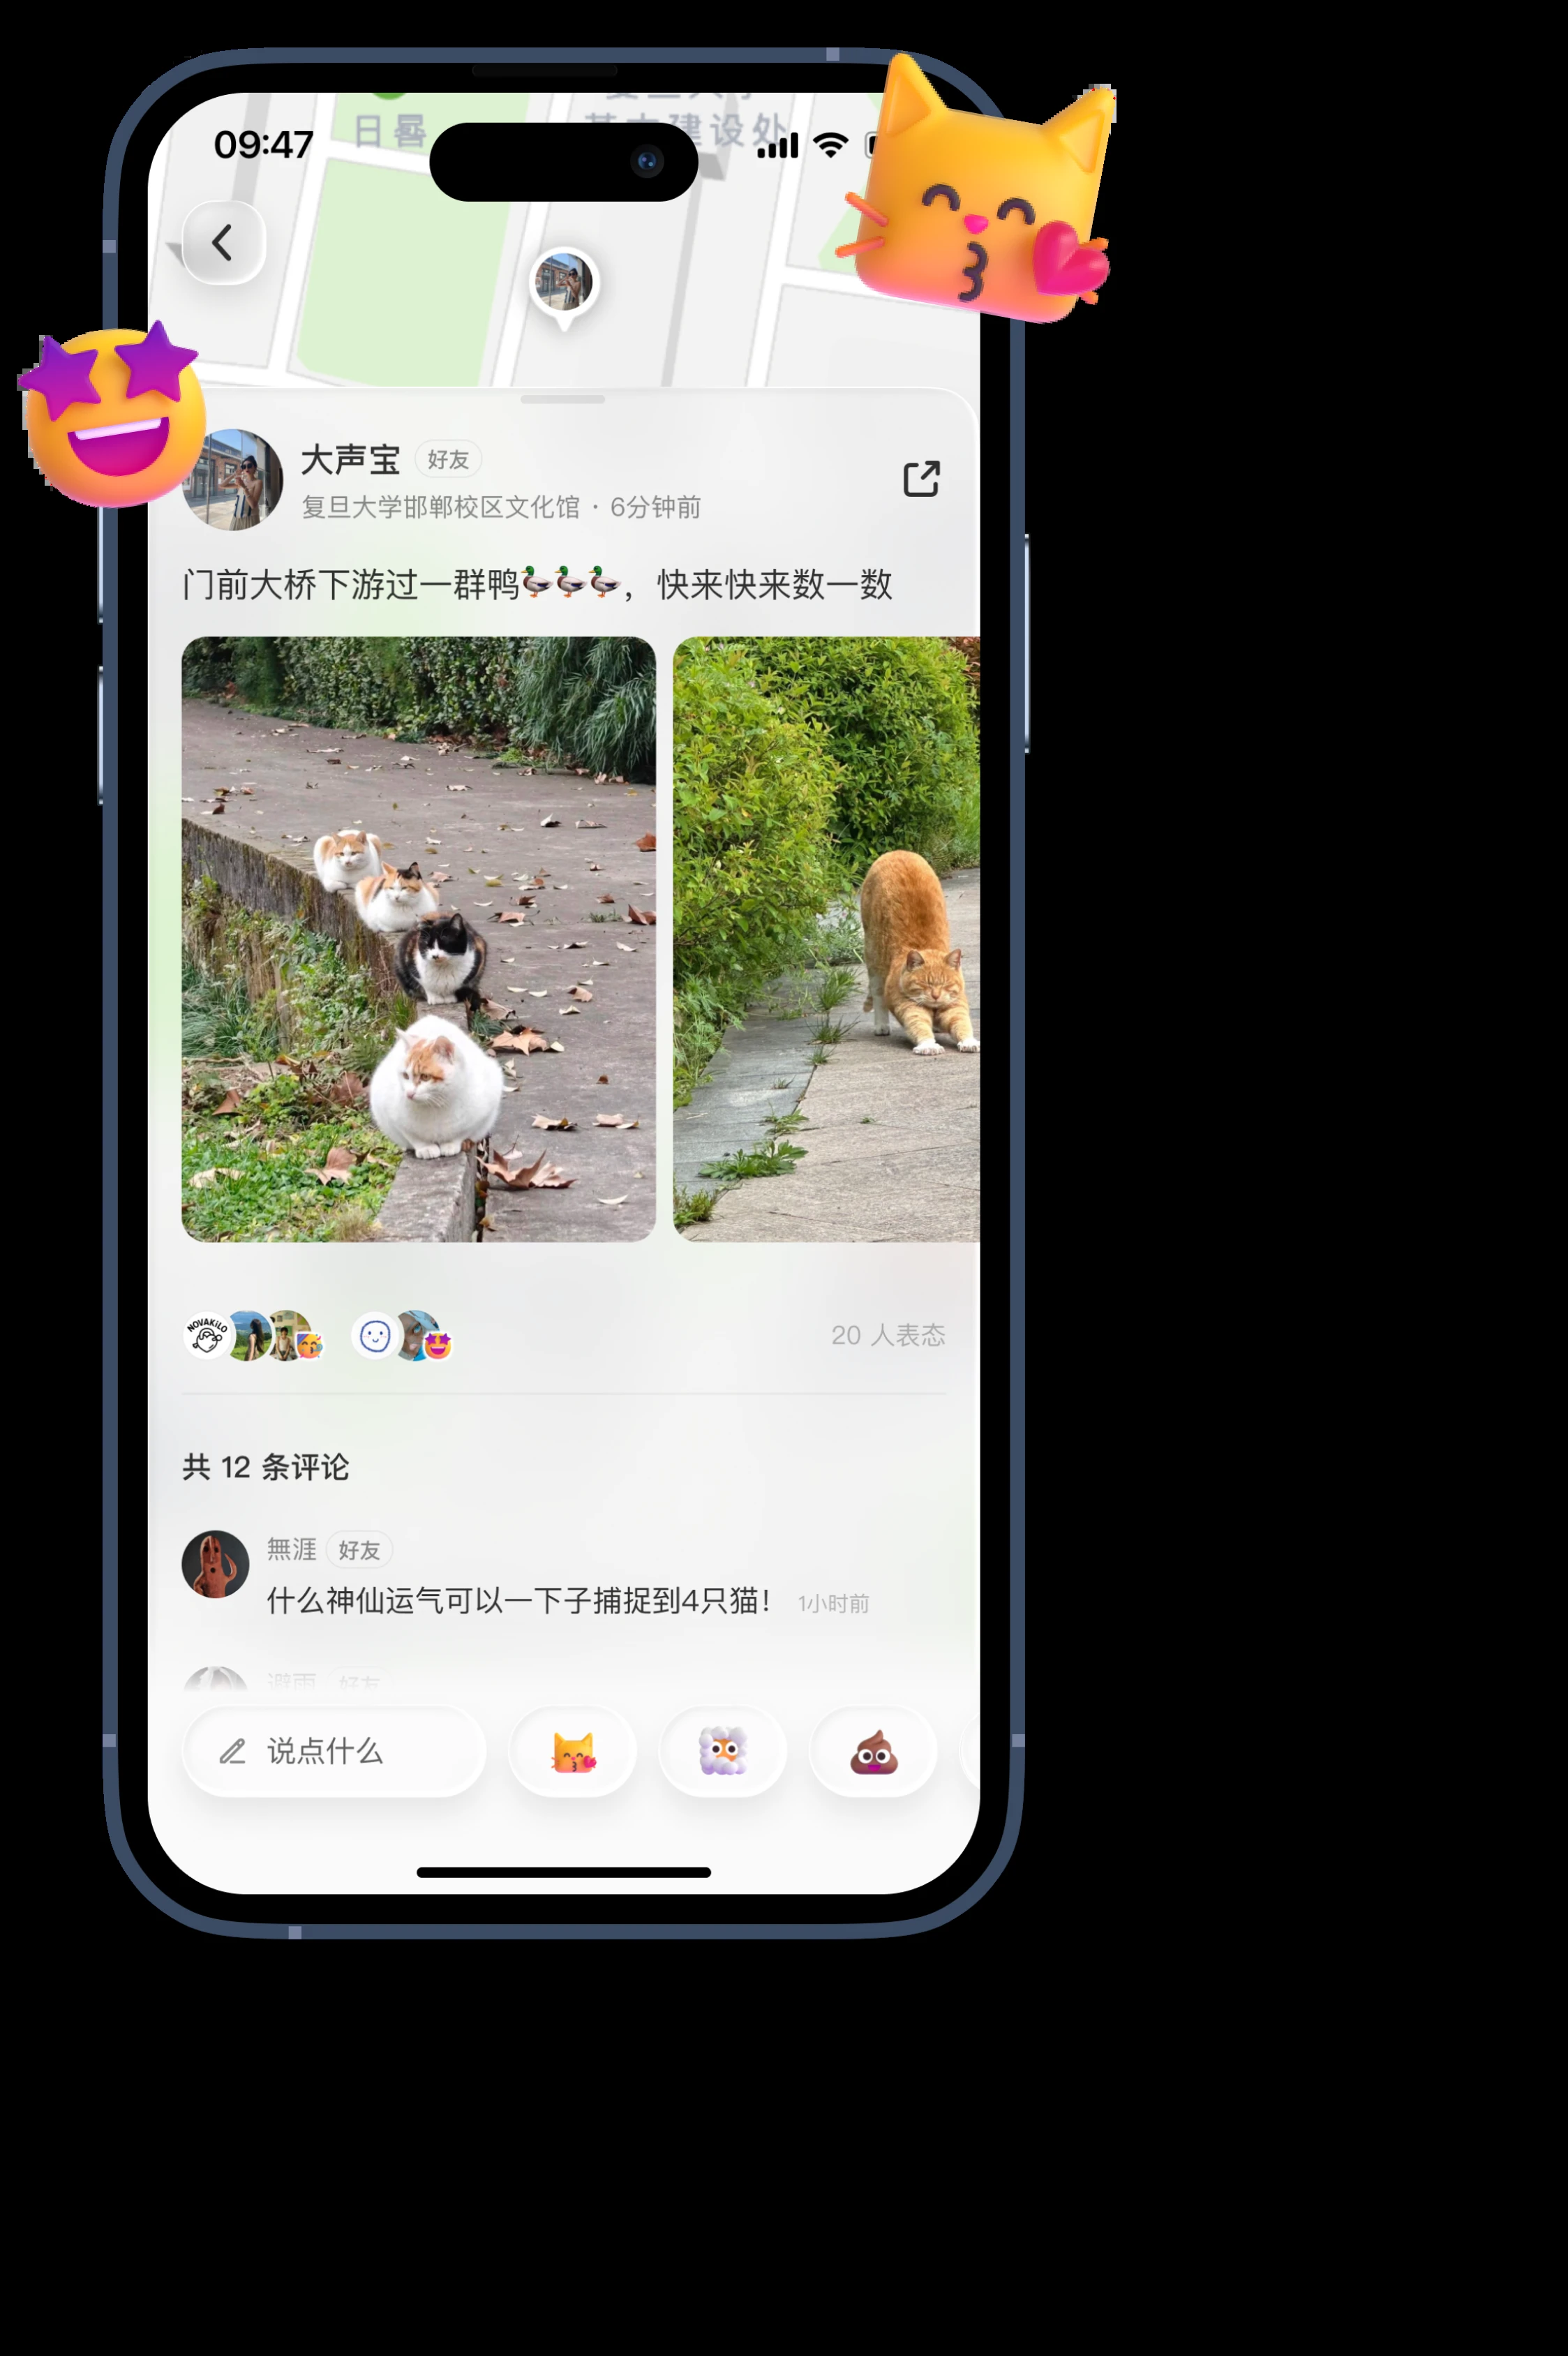 09:47
日晷
建设处
大声宝 好友
复旦大学邯郸校区文化馆 · 6分钟前
门前大桥下游过一群鸭🦆🦆🦆，快来快来数一数
NOVAKILO
20 人表态
共 12 条评论
無涯 好友
什么神仙运气可以一下子捕捉到4只猫！ 1小时前
避雨 好友
说点什么